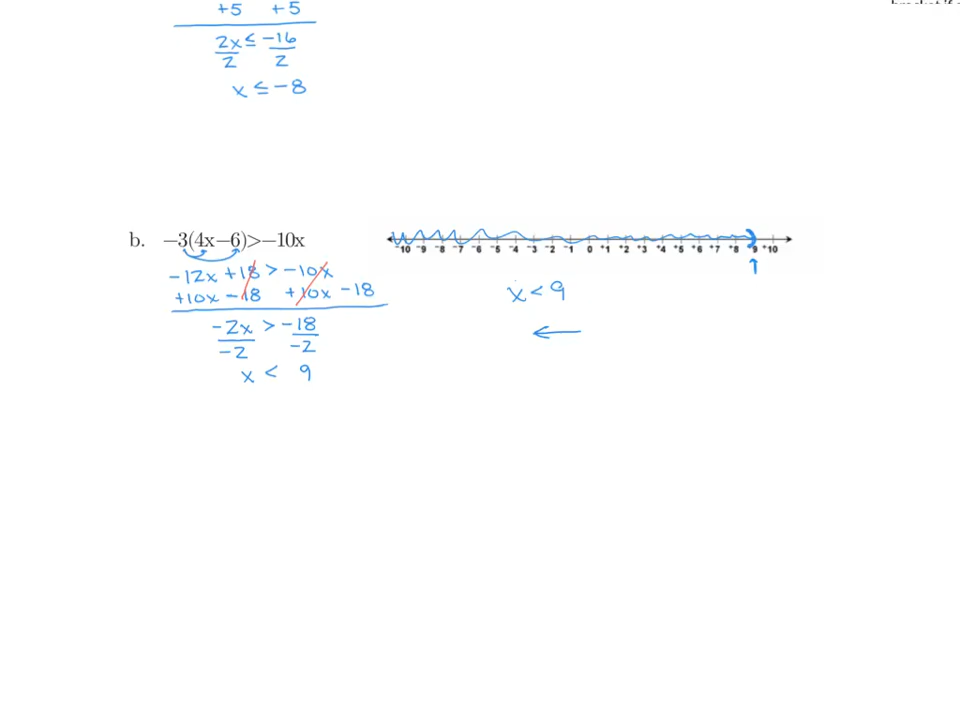 +5 +5
2x ≤ -16
2 2
x ≤ -8
b. −3(4x−6)>−10x
-12x +18 > -10x
+10x -18 +10x -18
-2x > -18
-2 -2
x < 9
-10 -9 -8 -7 -6 -5 -4 -3 -2 -1 0 +1 +2 +3 +4 +5 +6 +7 +8 +9 +10
x < 9